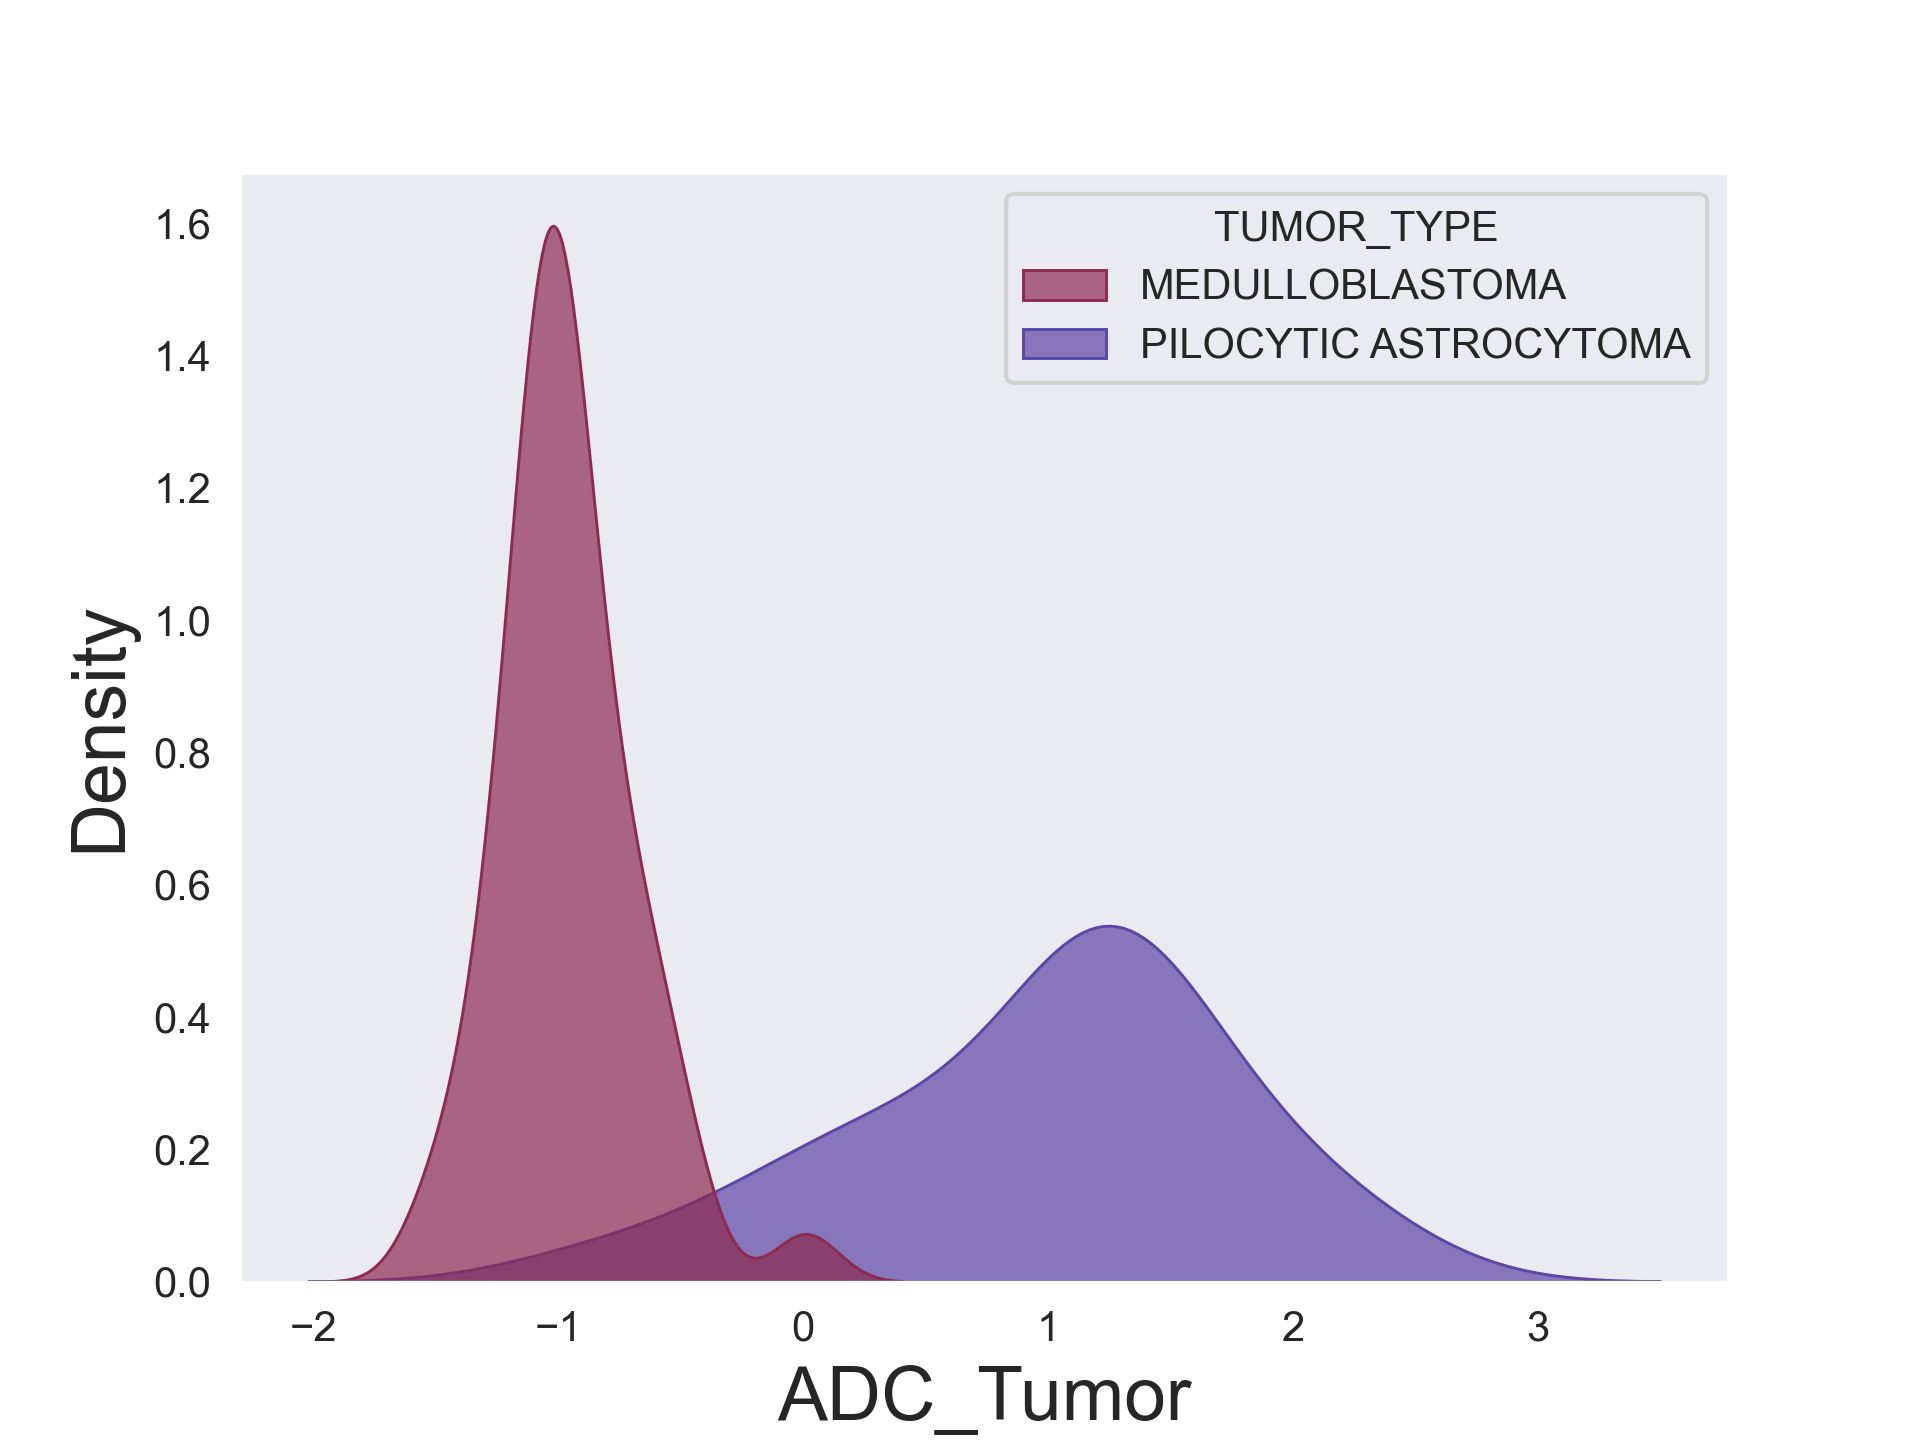 TUMOR_TYPE
MEDULLOBLASTOMA
PILOCYTIC ASTROCYTOMA
1.6
1.4
1.2
1.0
0.8
0.6
0.4
0.2
0.0
Density
−2 −1 0 1 2 3
ADC_Tumor